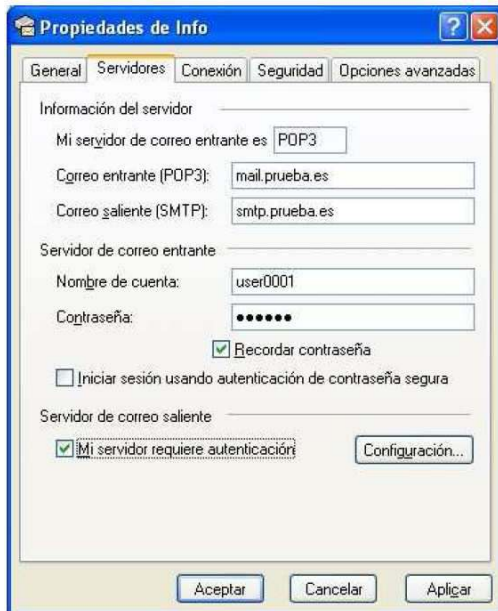 Propiedades de Info
General Servidores Conexión Seguridad Opciones avanzadas
Información del servidor
Mi servidor de correo entrante es POP3
Correo entrante (POP3): mail.prueba.es
Correo saliente (SMTP): smtp.prueba.es
Servidor de correo entrante
Nombre de cuenta: user0001
Contraseña: ●●●●●●
Recordar contraseña
Iniciar sesión usando autenticación de contraseña segura
Servidor de correo saliente
Mi servidor requiere autenticación Configuración...
Aceptar Cancelar Aplicar